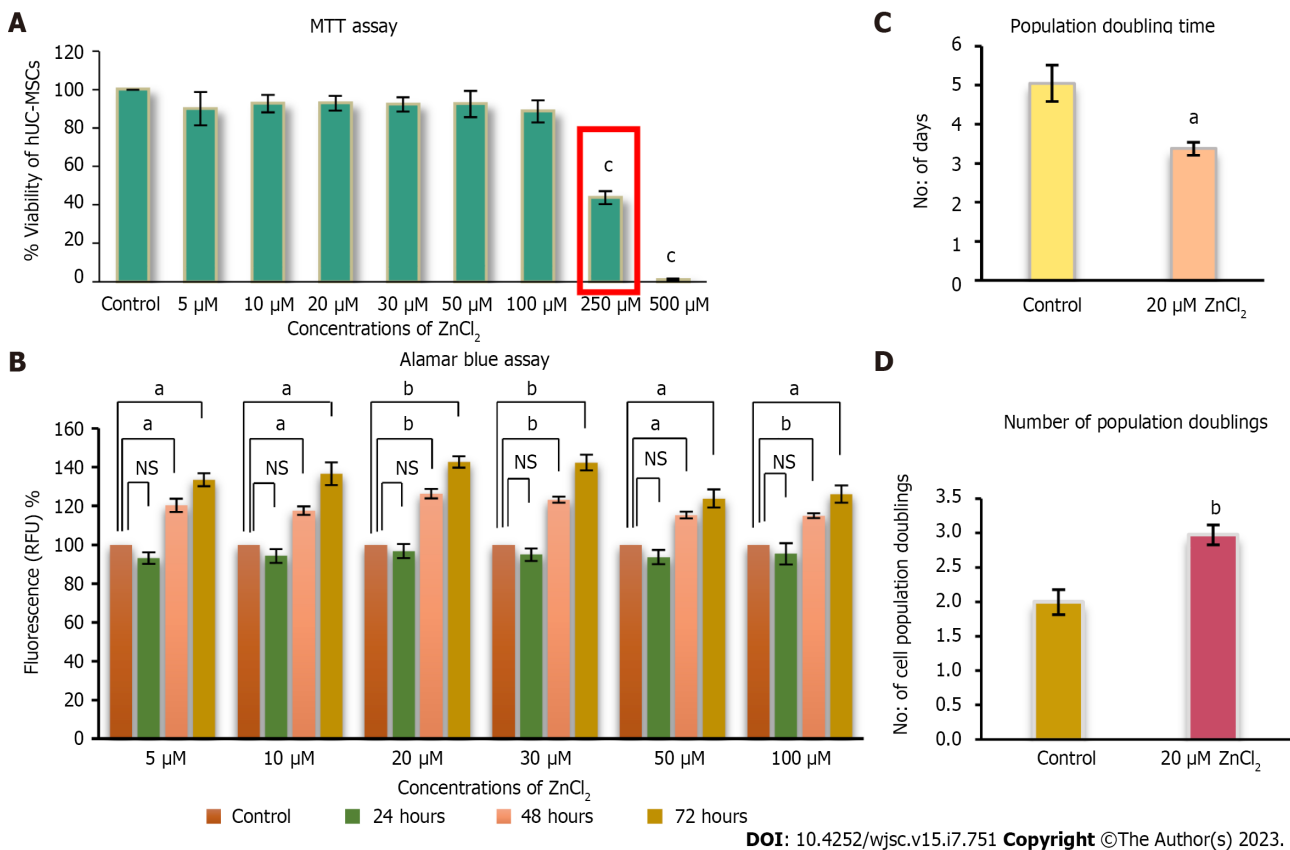 A
MTT assay
% Viability of hUC-MSCs
120
100
80
60
40
20
0
c
c
Control 5 µM 10 µM 20 µM 30 µM 50 µM 100 µM 250 µM 500 µM
Concentrations of ZnCl2
B
Alamar blue assay
Fluorescence (RFU) %
160
140
120
100
80
60
40
20
0
a a b b a a
a a b b a b
NS NS NS NS NS NS
5 µM 10 µM 20 µM 30 µM 50 µM 100 µM
Concentrations of ZnCl2
Control 24 hours 48 hours 72 hours
C
Population doubling time
No: of days
6
5
4
3
2
1
0
a
Control 20 µM ZnCl2
D
Number of population doublings
No: of cell population doublings
3.5
3.0
2.5
2.0
1.5
1.0
0.5
0.0
b
Control 20 µM ZnCl2
DOI: 10.4252/wjsc.v15.i7.751 Copyright ©The Author(s) 2023.